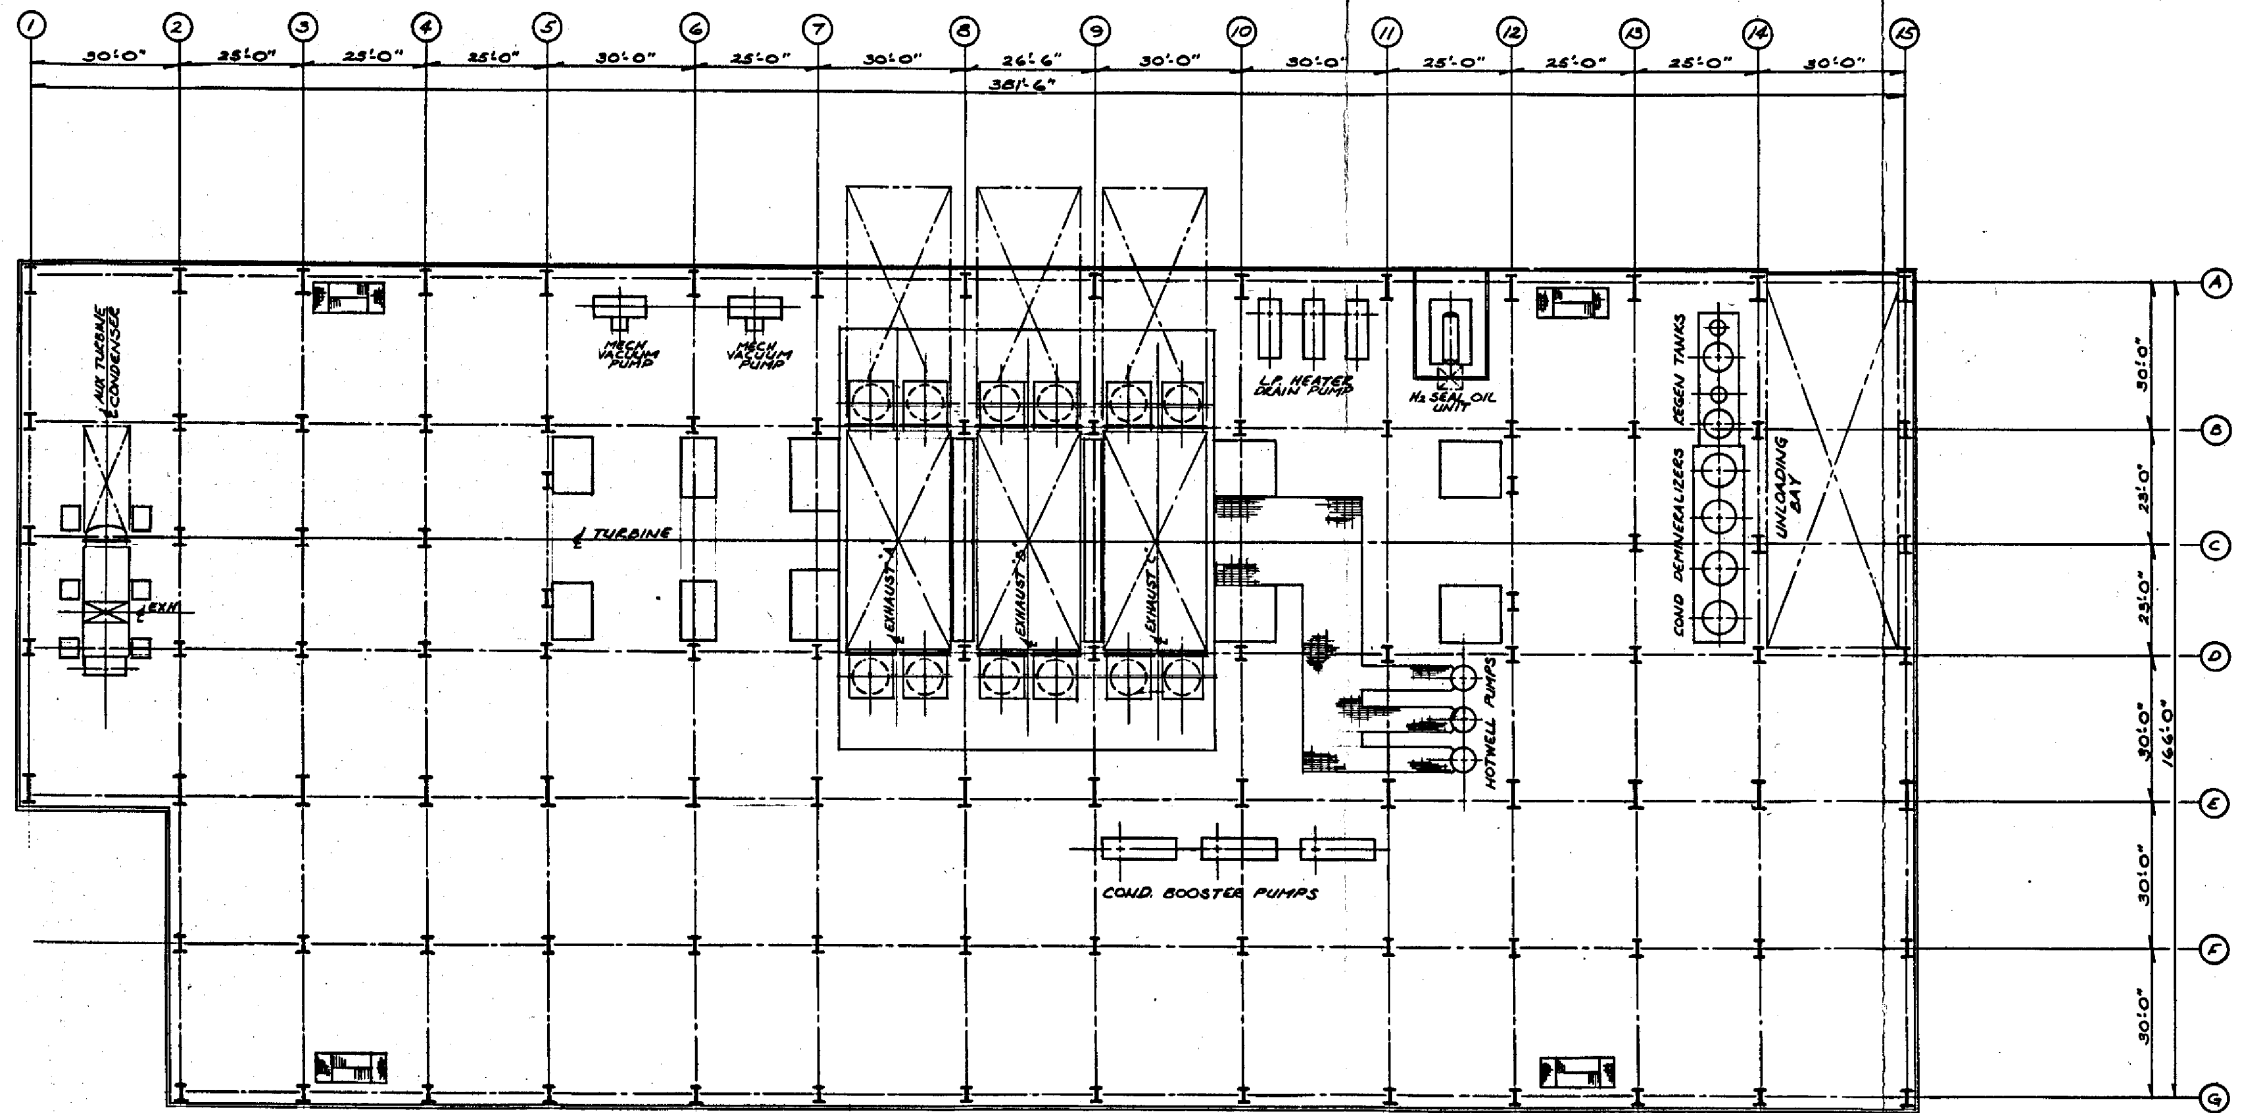 1 2 3 4 5 6 7 8 9 10 11 12 13 14 15
30'-0" 25'-0" 25'-0" 25'-0" 30'-0" 25'-0" 30'-0" 26'-6" 30'-0" 30'-0" 25'-0" 25'-0" 25'-0" 30'-0"
381'-6"
A
AUX TURBINE
℄ CONDENSER
MECH
VACUUM
PUMP
MECH
VACUUM
PUMP
L.P. HEATER
DRAIN PUMP
H2 SEAL OIL
UNIT
REGEN TANKS
30'-0"
B
COND DEMINERALIZERS
UNLOADING
BAY
23'-0"
℄ TURBINE
C
℄ EXHAUST "A"
℄ EXHAUST "B"
℄ EXHAUST "C"
℄ EXH
23'-0"
D
HOTWELL PUMPS
30'-0"
166'-0"
E
COND. BOOSTER PUMPS
30'-0"
F
30'-0"
G